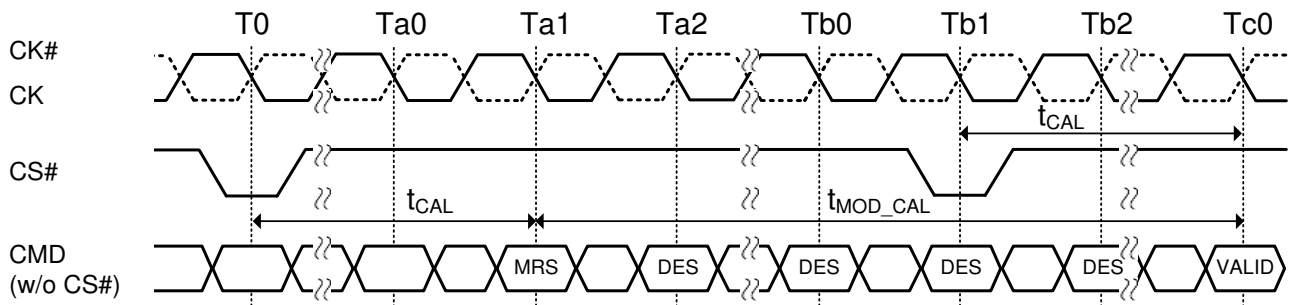 T0 Ta0 Ta1 Ta2 Tb0 Tb1 Tb2 Tc0
CK#
CK
tCAL
CS#
tCAL tMOD_CAL
CMD MRS DES DES DES DES VALID
(w/o CS#)